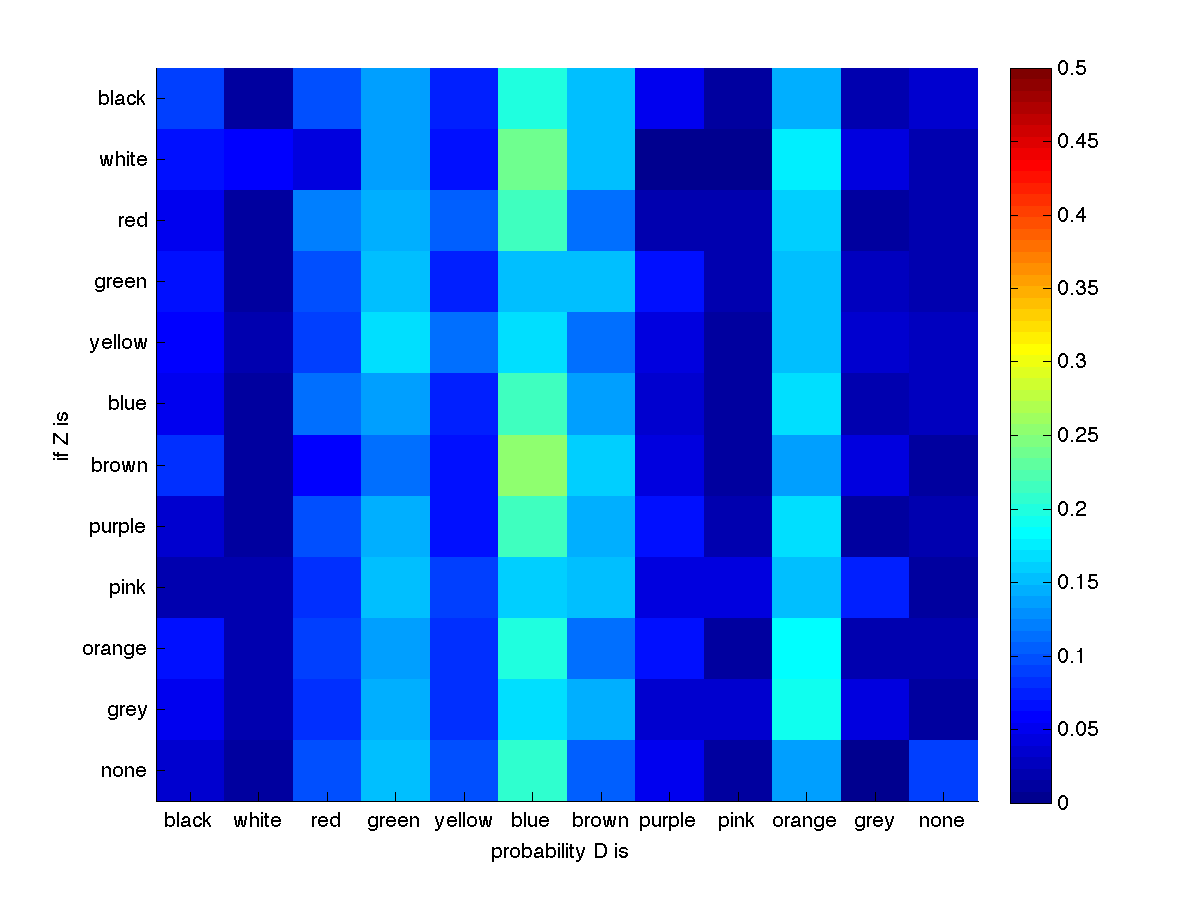 black
white
red
green
yellow
blue
brown
purple
pink
orange
grey
none
if Z is
black white red green yellow blue brown purple pink orange grey none
probability D is
0.5
0.45
0.4
0.35
0.3
0.25
0.2
0.15
0.1
0.05
0